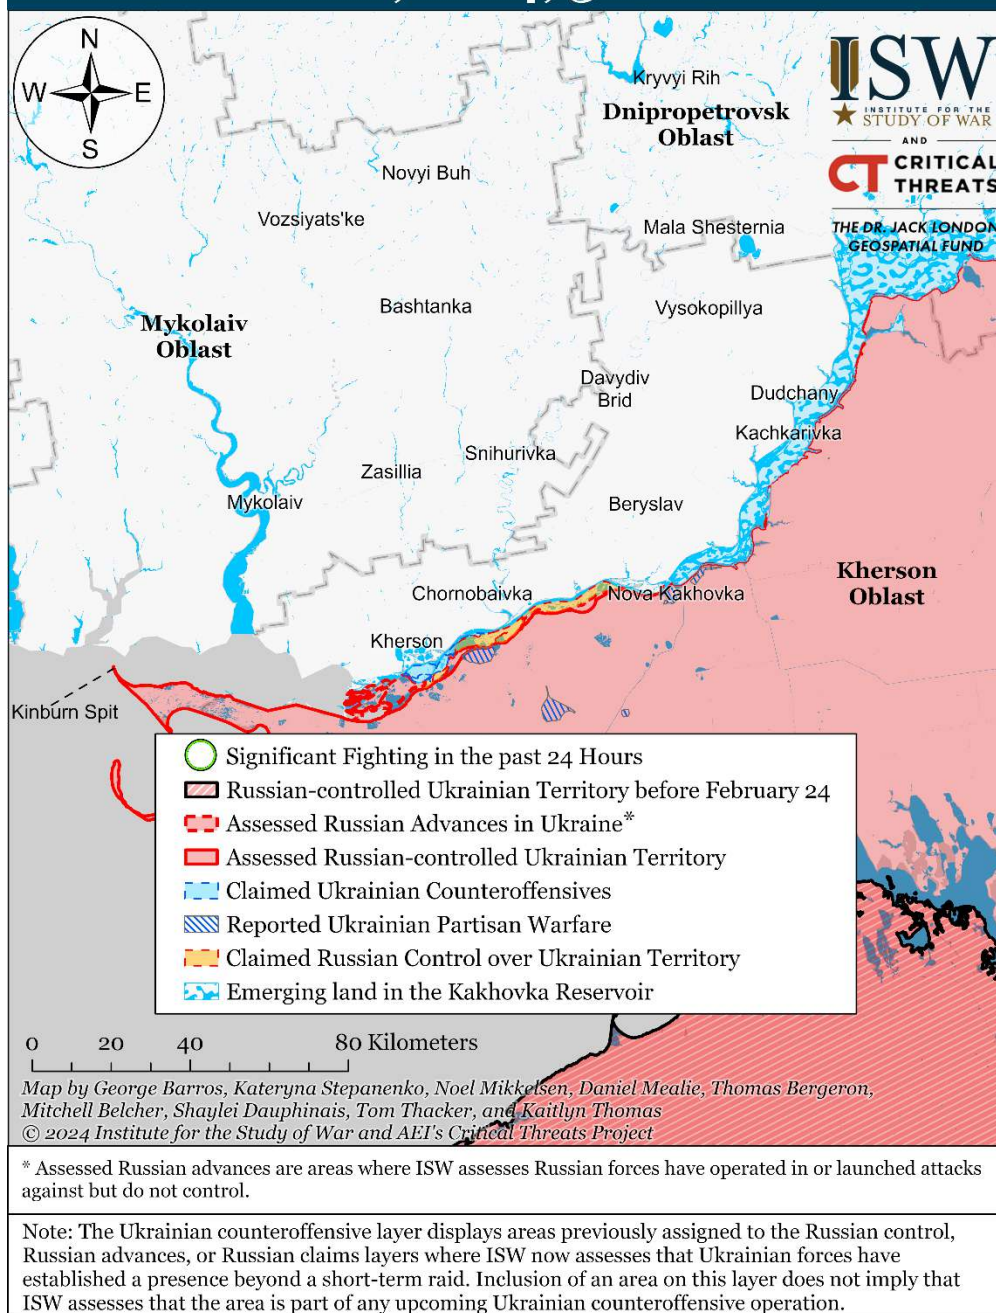 N
W
E
S
ISW
INSTITUTE FOR THE
STUDY OF WAR
AND
CT CRITICAL
THREATS
THE DR. JACK LONDON
GEOSPATIAL FUND
Kryvyi Rih
Dnipropetrovsk
Oblast
Novyi Buh
Vozsiyats'ke
Mala Shesternia
Bashtanka
Vysokopillya
Mykolaiv
Oblast
Davydiv
Brid
Dudchany
Kachkarivka
Snihurivka
Zasillia
Mykolaiv
Beryslav
Kherson
Oblast
Chornobaivka
Nova Kakhovka
Kherson
Kinburn Spit
Significant Fighting in the past 24 Hours
Russian-controlled Ukrainian Territory before February 24
Assessed Russian Advances in Ukraine*
Assessed Russian-controlled Ukrainian Territory
Claimed Ukrainian Counteroffensives
Reported Ukrainian Partisan Warfare
Claimed Russian Control over Ukrainian Territory
Emerging land in the Kakhovka Reservoir
0 20 40 80 Kilometers
Map by George Barros, Kateryna Stepanenko, Noel Mikkelsen, Daniel Mealie, Thomas Bergeron,
Mitchell Belcher, Shaylei Dauphinais, Tom Thacker, and Kaitlyn Thomas
© 2024 Institute for the Study of War and AEI's Critical Threats Project
* Assessed Russian advances are areas where ISW assesses Russian forces have operated in or launched attacks
against but do not control.
Note: The Ukrainian counteroffensive layer displays areas previously assigned to the Russian control,
Russian advances, or Russian claims layers where ISW now assesses that Ukrainian forces have
established a presence beyond a short-term raid. Inclusion of an area on this layer does not imply that
ISW assesses that the area is part of any upcoming Ukrainian counteroffensive operation.